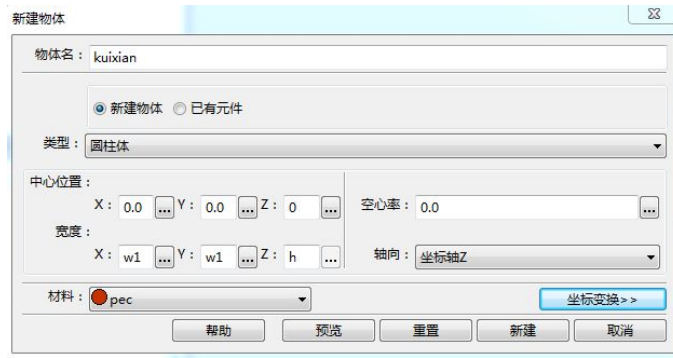 新建物体
物体名： kuixian
新建物体 已有元件
类型： 圆柱体
中心位置：
X： 0.0 ... Y： 0.0 ... Z： 0 ... 空心率： 0.0 ...
宽度：
X： w1 ... Y： w1 ... Z： h ... 轴向： 坐标轴Z
材料： pec 坐标变换>>
帮助 预览 重置 新建 取消